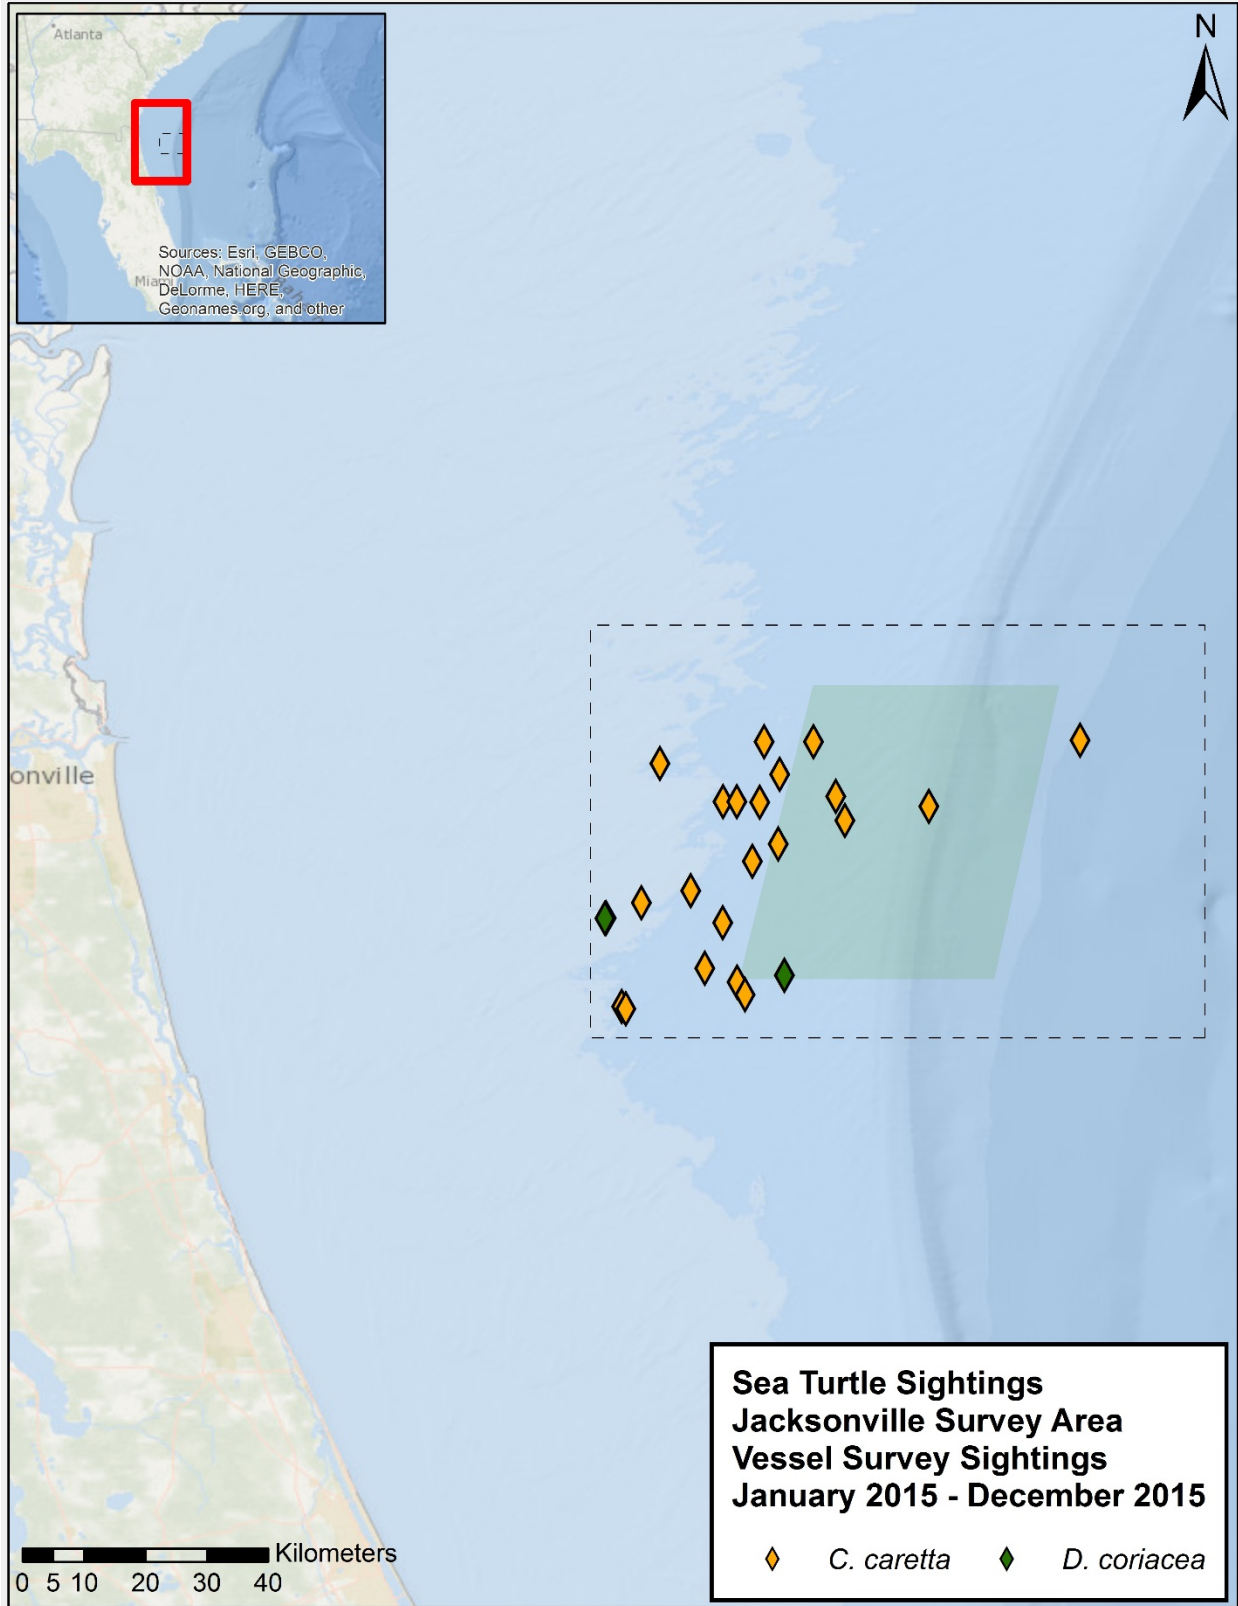 Atlanta
Sources: Esri, GEBCO,
NOAA, National Geographic,
Miami
DeLorme, HERE,
Geonames.org, and other
N
onville
Sea Turtle Sightings
Jacksonville Survey Area
Vessel Survey Sightings
January 2015 - December 2015
C. caretta D. coriacea
Kilometers
0 5 10 20 30 40